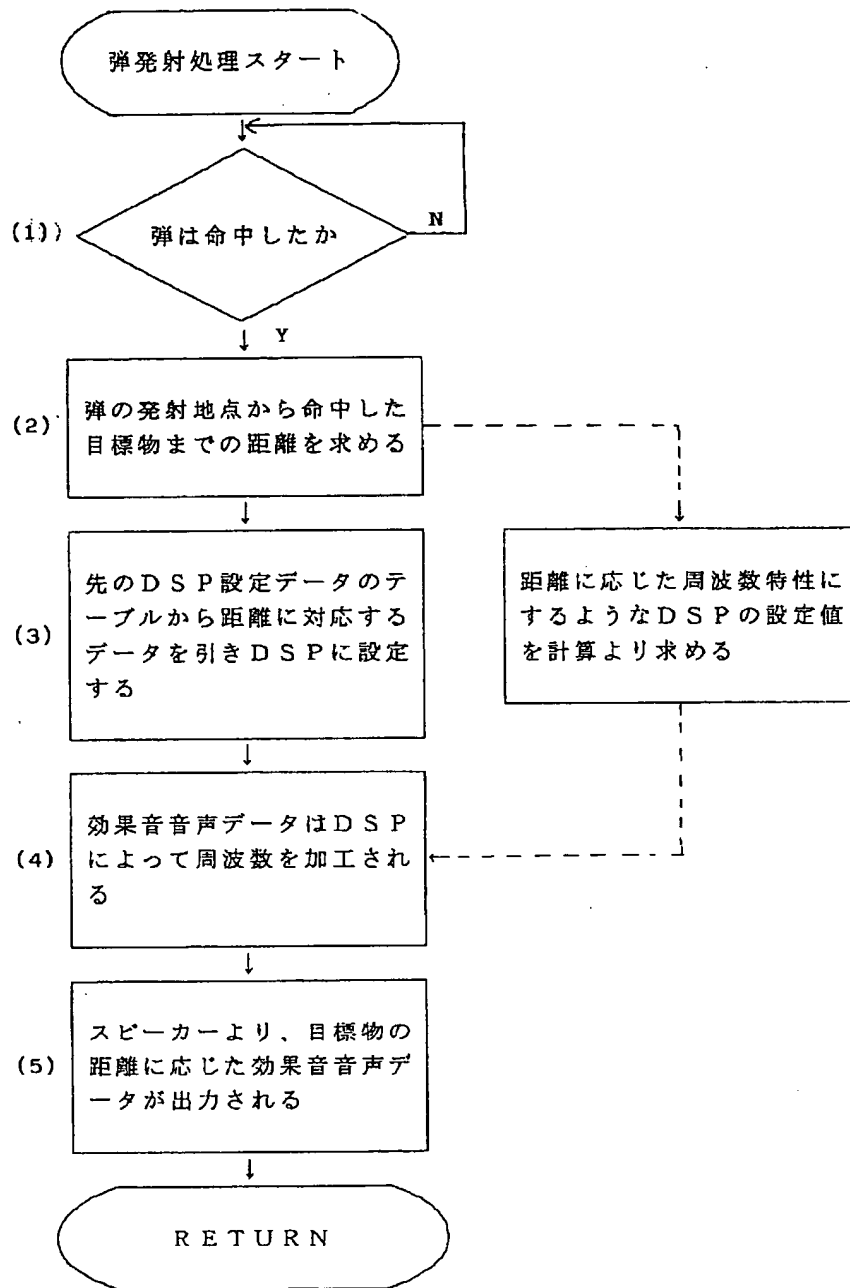 弾発射処理スタート
(1))
弾は命中したか
N
Y
(2)
弾の発射地点から命中した
目標物までの距離を求める
(3)
先のDSP設定データのテ
ーブルから距離に対応する
データを引きDSPに設定
する
距離に応じた周波数特性に
するようなDSPの設定値
を計算より求める
(4)
効果音音声データはDSP
によって周波数を加工され
る
(5)
スピーカーより、目標物の
距離に応じた効果音音声デ
ータが出力される
RETURN